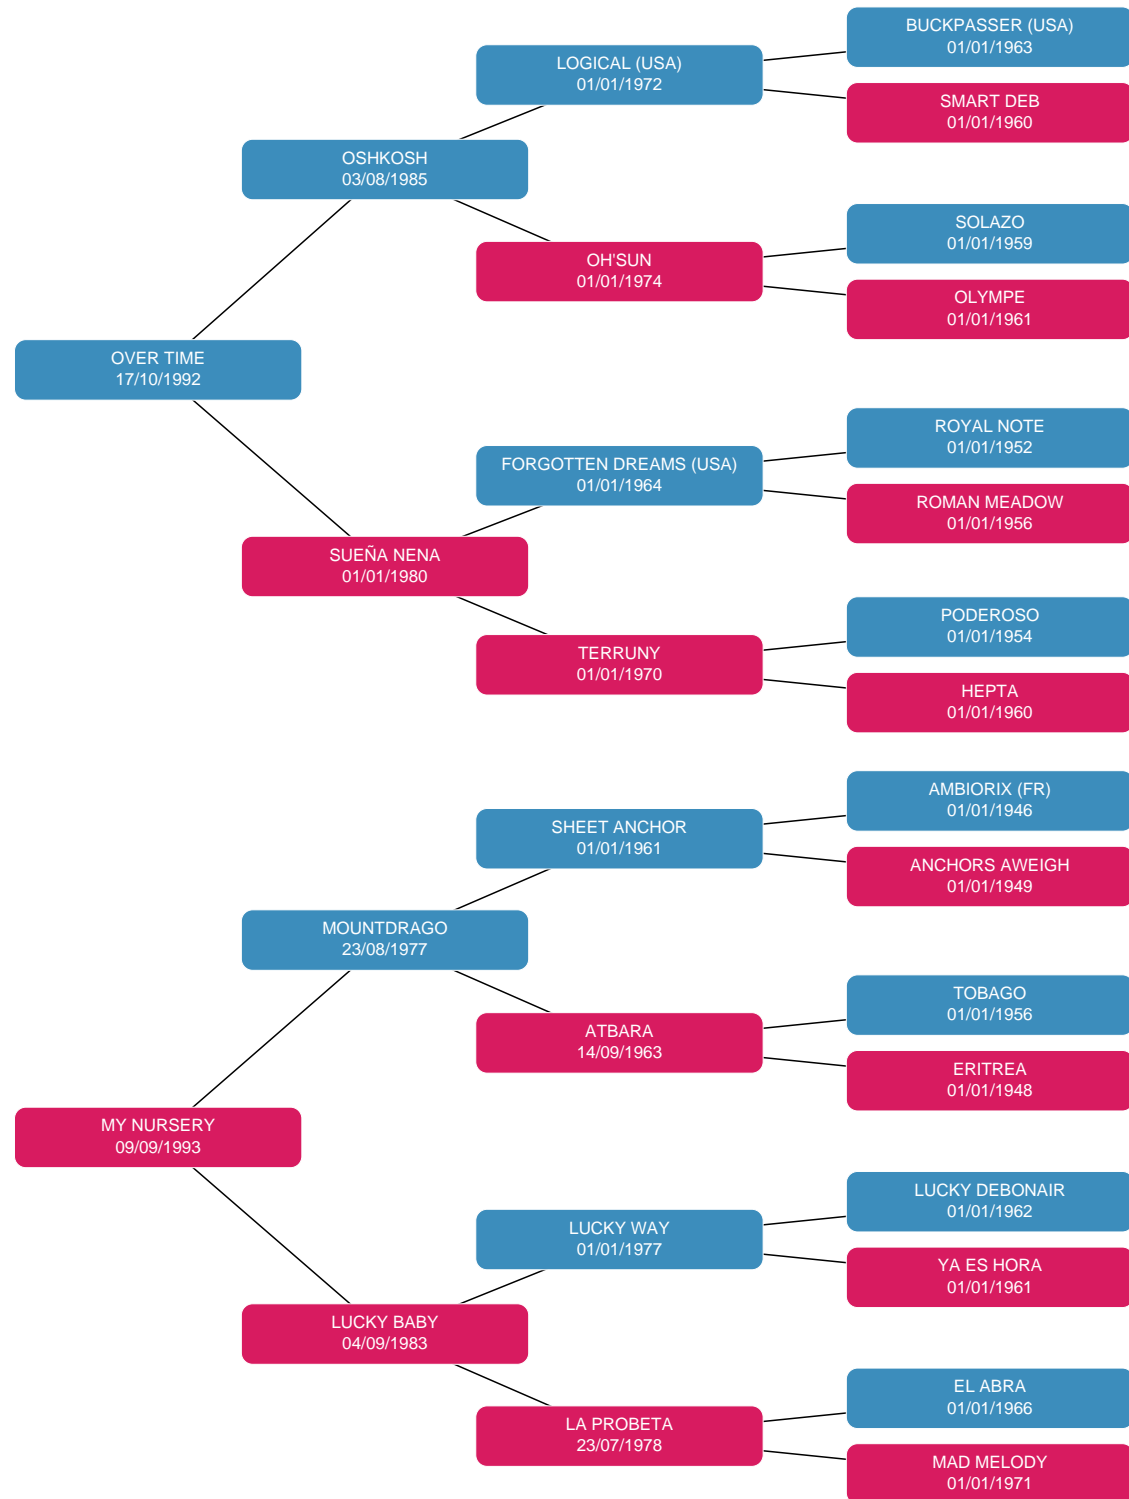 BUCKPASSER (USA)
01/01/1963
LOGICAL (USA)
01/01/1972
SMART DEB
01/01/1960
OSHKOSH
03/08/1985
SOLAZO
01/01/1959
OH'SUN
01/01/1974
OLYMPE
01/01/1961
OVER TIME
17/10/1992
ROYAL NOTE
01/01/1952
FORGOTTEN DREAMS (USA)
01/01/1964
ROMAN MEADOW
01/01/1956
SUEÑA NENA
01/01/1980
PODEROSO
01/01/1954
TERRUNY
01/01/1970
HEPTA
01/01/1960
AMBIORIX (FR)
01/01/1946
SHEET ANCHOR
01/01/1961
ANCHORS AWEIGH
01/01/1949
MOUNTDRAGO
23/08/1977
TOBAGO
01/01/1956
ATBARA
14/09/1963
ERITREA
01/01/1948
MY NURSERY
09/09/1993
LUCKY DEBONAIR
01/01/1962
LUCKY WAY
01/01/1977
YA ES HORA
01/01/1961
LUCKY BABY
04/09/1983
EL ABRA
01/01/1966
LA PROBETA
23/07/1978
MAD MELODY
01/01/1971